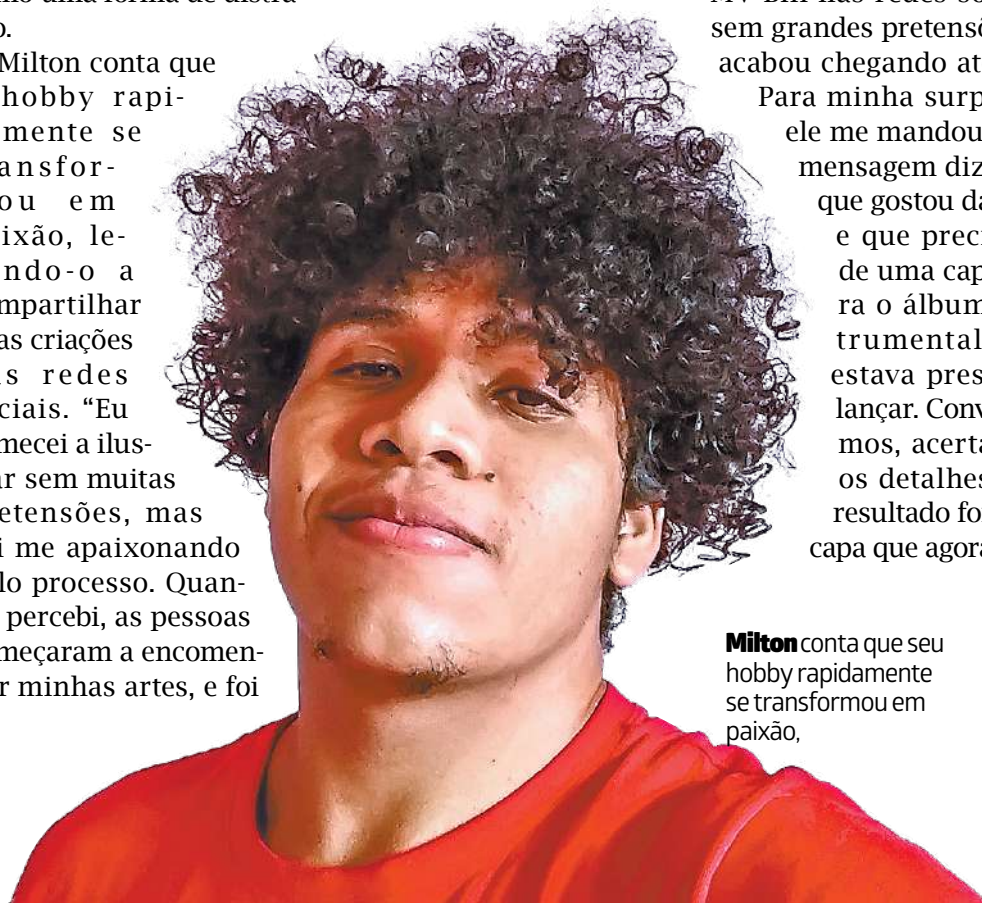 o.
Milton conta que
hobby rapi-
mente se
ansfor-
ou em
ixão, le-
ndo-o a
mpartilhar
as criações
s redes
ciais. “Eu
mecei a ilus-
r sem muitas
etensões, mas
i me apaixonando
lo processo. Quan-
percebi, as pessoas
meçaram a encomen-
r minhas artes, e foi
sem grandes pretensõ
acabou chegando at
Para minha surp
ele me mandou
mensagem diz
que gostou da
e que preci
de uma cap
ra o álbum
trumental
estava pres
lançar. Conv
mos, acerta
os detalhes
resultado fo
capa que agora
Milton conta que seu
hobby rapidamente
se transformou em
paixão,